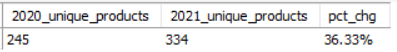 2020_unique_products 2021_unique_products pct_chg
245 334 36.33%